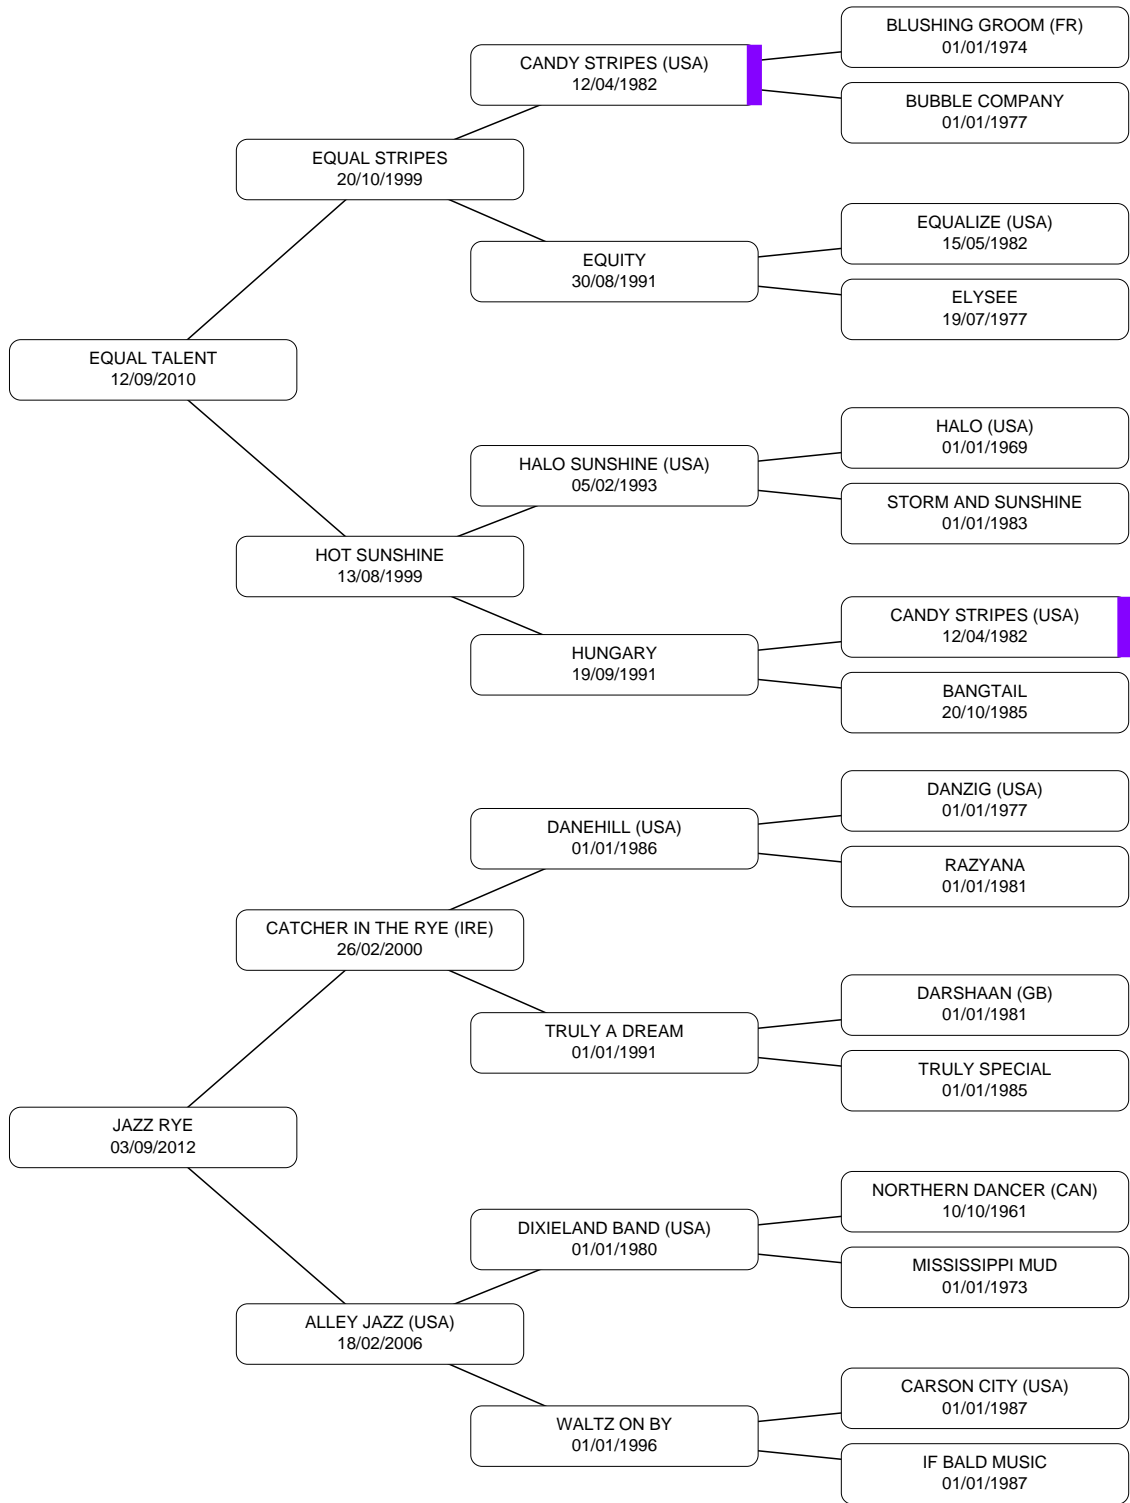 BLUSHING GROOM (FR)
01/01/1974
CANDY STRIPES (USA)
12/04/1982
BUBBLE COMPANY
01/01/1977
EQUAL STRIPES
20/10/1999
EQUALIZE (USA)
15/05/1982
EQUITY
30/08/1991
ELYSEE
19/07/1977
EQUAL TALENT
12/09/2010
HALO (USA)
01/01/1969
HALO SUNSHINE (USA)
05/02/1993
STORM AND SUNSHINE
01/01/1983
HOT SUNSHINE
13/08/1999
CANDY STRIPES (USA)
12/04/1982
HUNGARY
19/09/1991
BANGTAIL
20/10/1985
DANZIG (USA)
01/01/1977
DANEHILL (USA)
01/01/1986
RAZYANA
01/01/1981
CATCHER IN THE RYE (IRE)
26/02/2000
DARSHAAN (GB)
01/01/1981
TRULY A DREAM
01/01/1991
TRULY SPECIAL
01/01/1985
JAZZ RYE
03/09/2012
NORTHERN DANCER (CAN)
10/10/1961
DIXIELAND BAND (USA)
01/01/1980
MISSISSIPPI MUD
01/01/1973
ALLEY JAZZ (USA)
18/02/2006
CARSON CITY (USA)
01/01/1987
WALTZ ON BY
01/01/1996
IF BALD MUSIC
01/01/1987